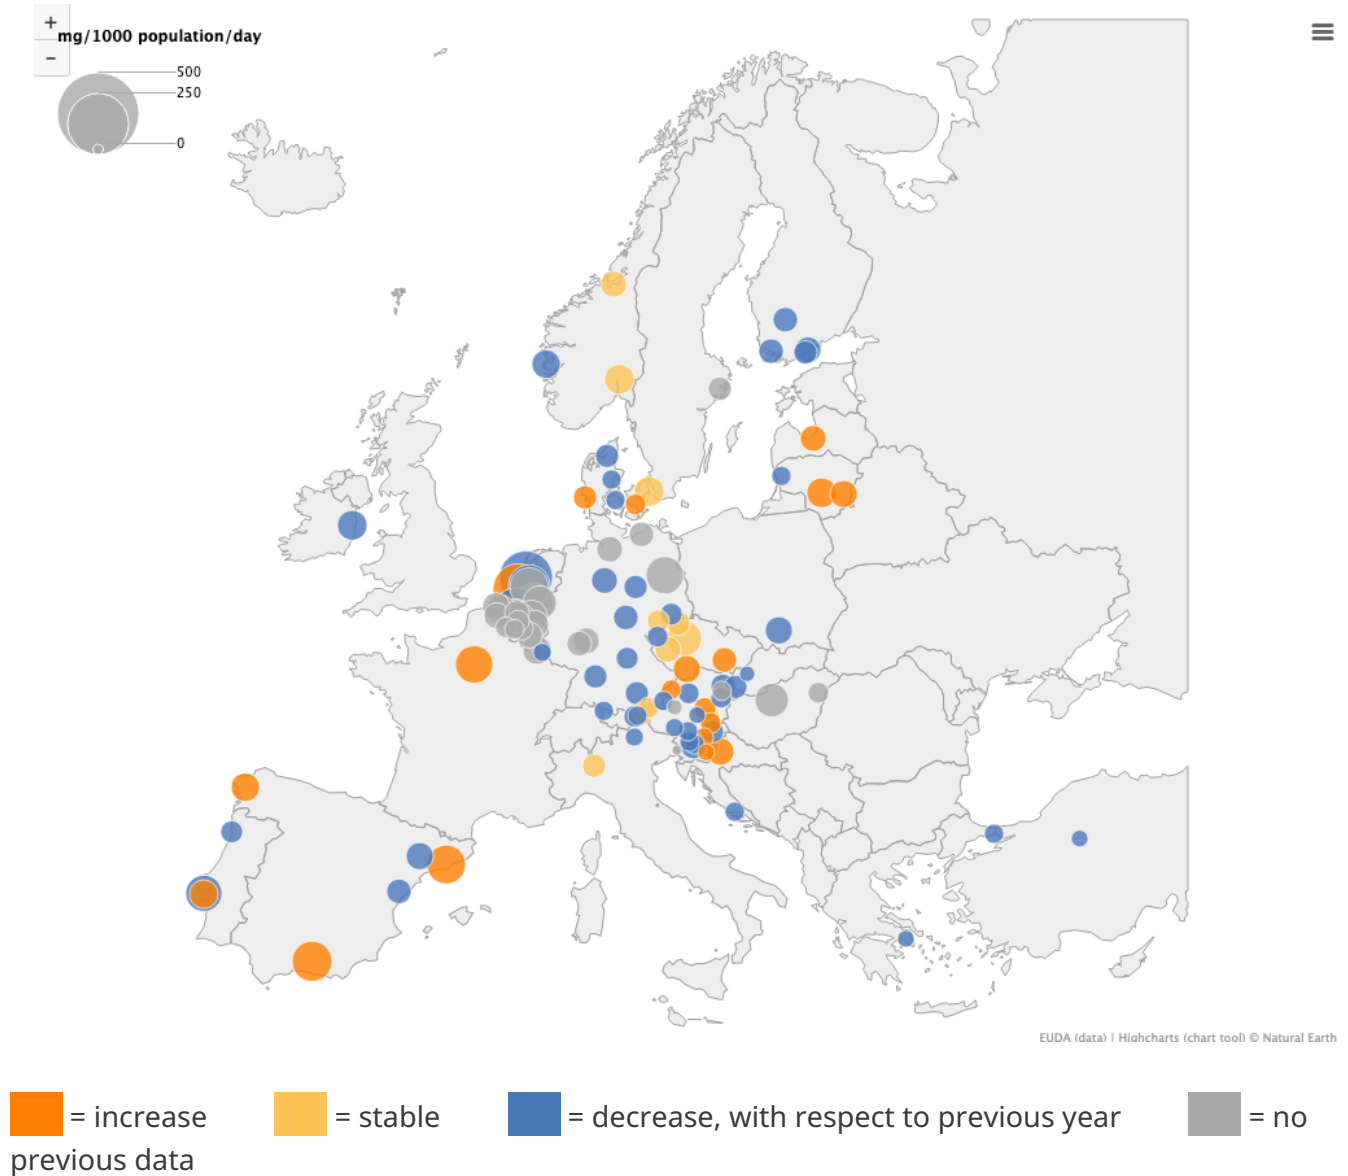 +
mg/1000 population/day
−
500
250
0
EUDA (data) | Highcharts (chart tool) © Natural Earth
= increase = stable = decrease, with respect to previous year = no
previous data